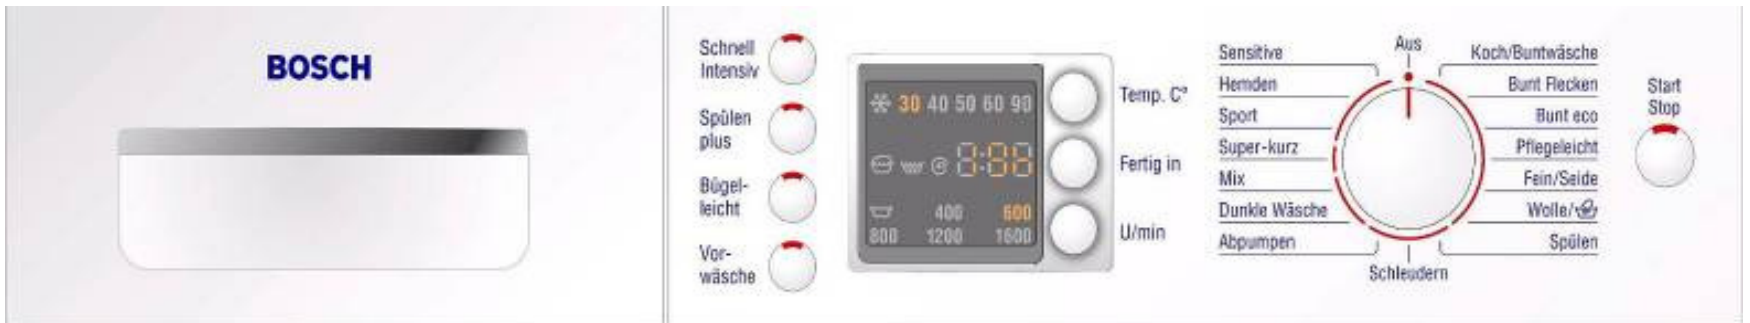 BOSCH
Schnell
Intensiv
Spülen
plus
Bügel-
leicht
Vor-
wäsche
30 40 50 60 90
400 600
800 1200 1600
Temp. C°
Fertig in
U/min
Aus
Sensitive
Hemden
Sport
Super-kurz
Mix
Dunkle Wäsche
Abpumpen
Schleudern
Koch/Buntwäsche
Bunt Flecken
Bunt eco
Pflegeleicht
Fein/Seide
Wolle/
Spülen
Start
Stop